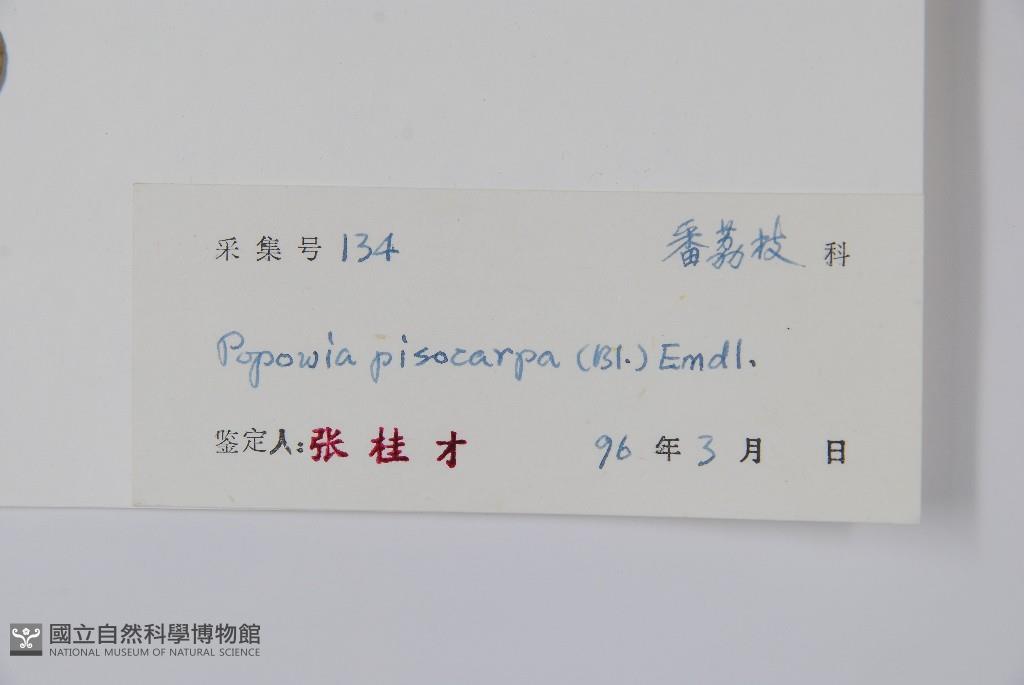 采集号 134 番荔枝 科
Popowia pisocarpa (Bl.) Emdl.
鉴定人: 张桂才 96 年 3 月 日
國立自然科學博物館
NATIONAL MUSEUM OF NATURAL SCIENCE